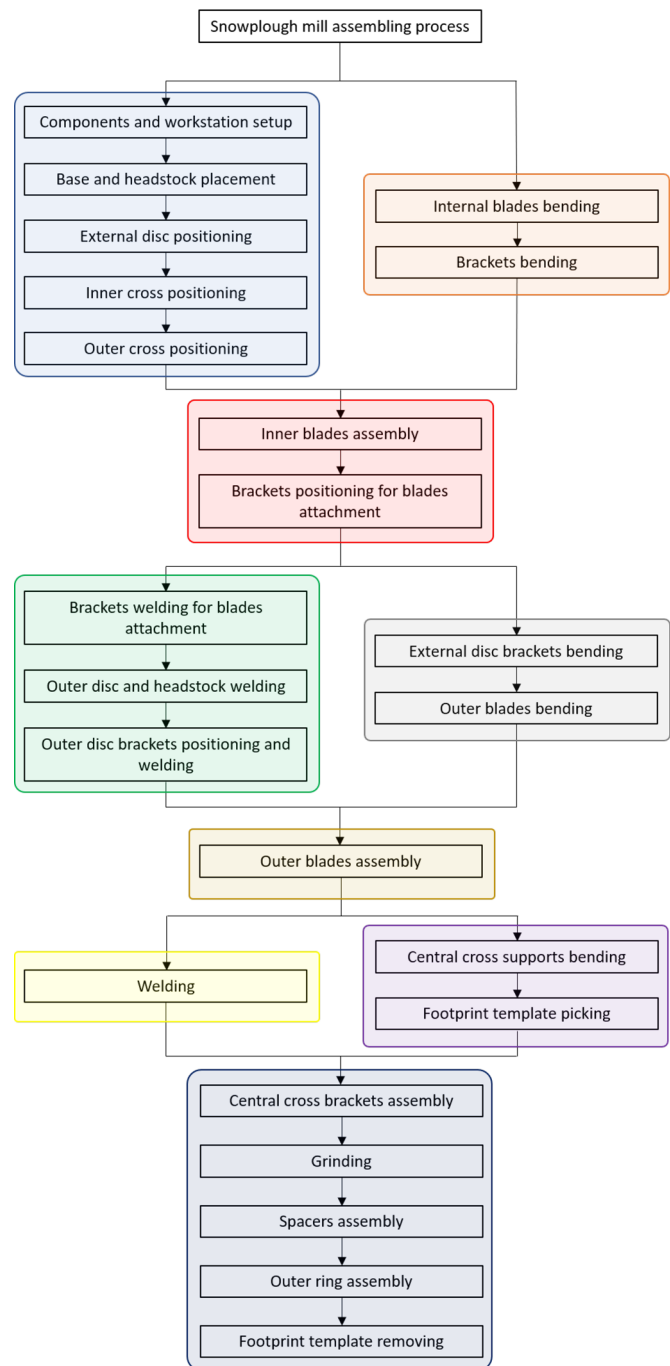 Snowplough mill assembling process
Components and workstation setup
Base and headstock placement
External disc positioning
Inner cross positioning
Outer cross positioning
Internal blades bending
Brackets bending
Inner blades assembly
Brackets positioning for blades
attachment
Brackets welding for blades
attachment
Outer disc and headstock welding
Outer disc brackets positioning and
welding
External disc brackets bending
Outer blades bending
Outer blades assembly
Welding
Central cross supports bending
Footprint template picking
Central cross brackets assembly
Grinding
Spacers assembly
Outer ring assembly
Footprint template removing